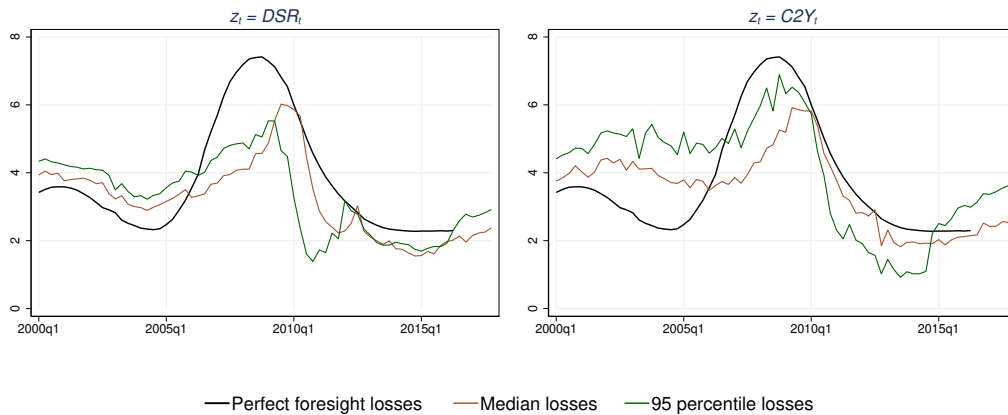 z_t = DSR_t
z_t = C2Y_t
8
6
4
2
0
2000q1 2005q1 2010q1 2015q1
8
6
4
2
0
2000q1 2005q1 2010q1 2015q1
Perfect foresight losses Median losses 95 percentile losses